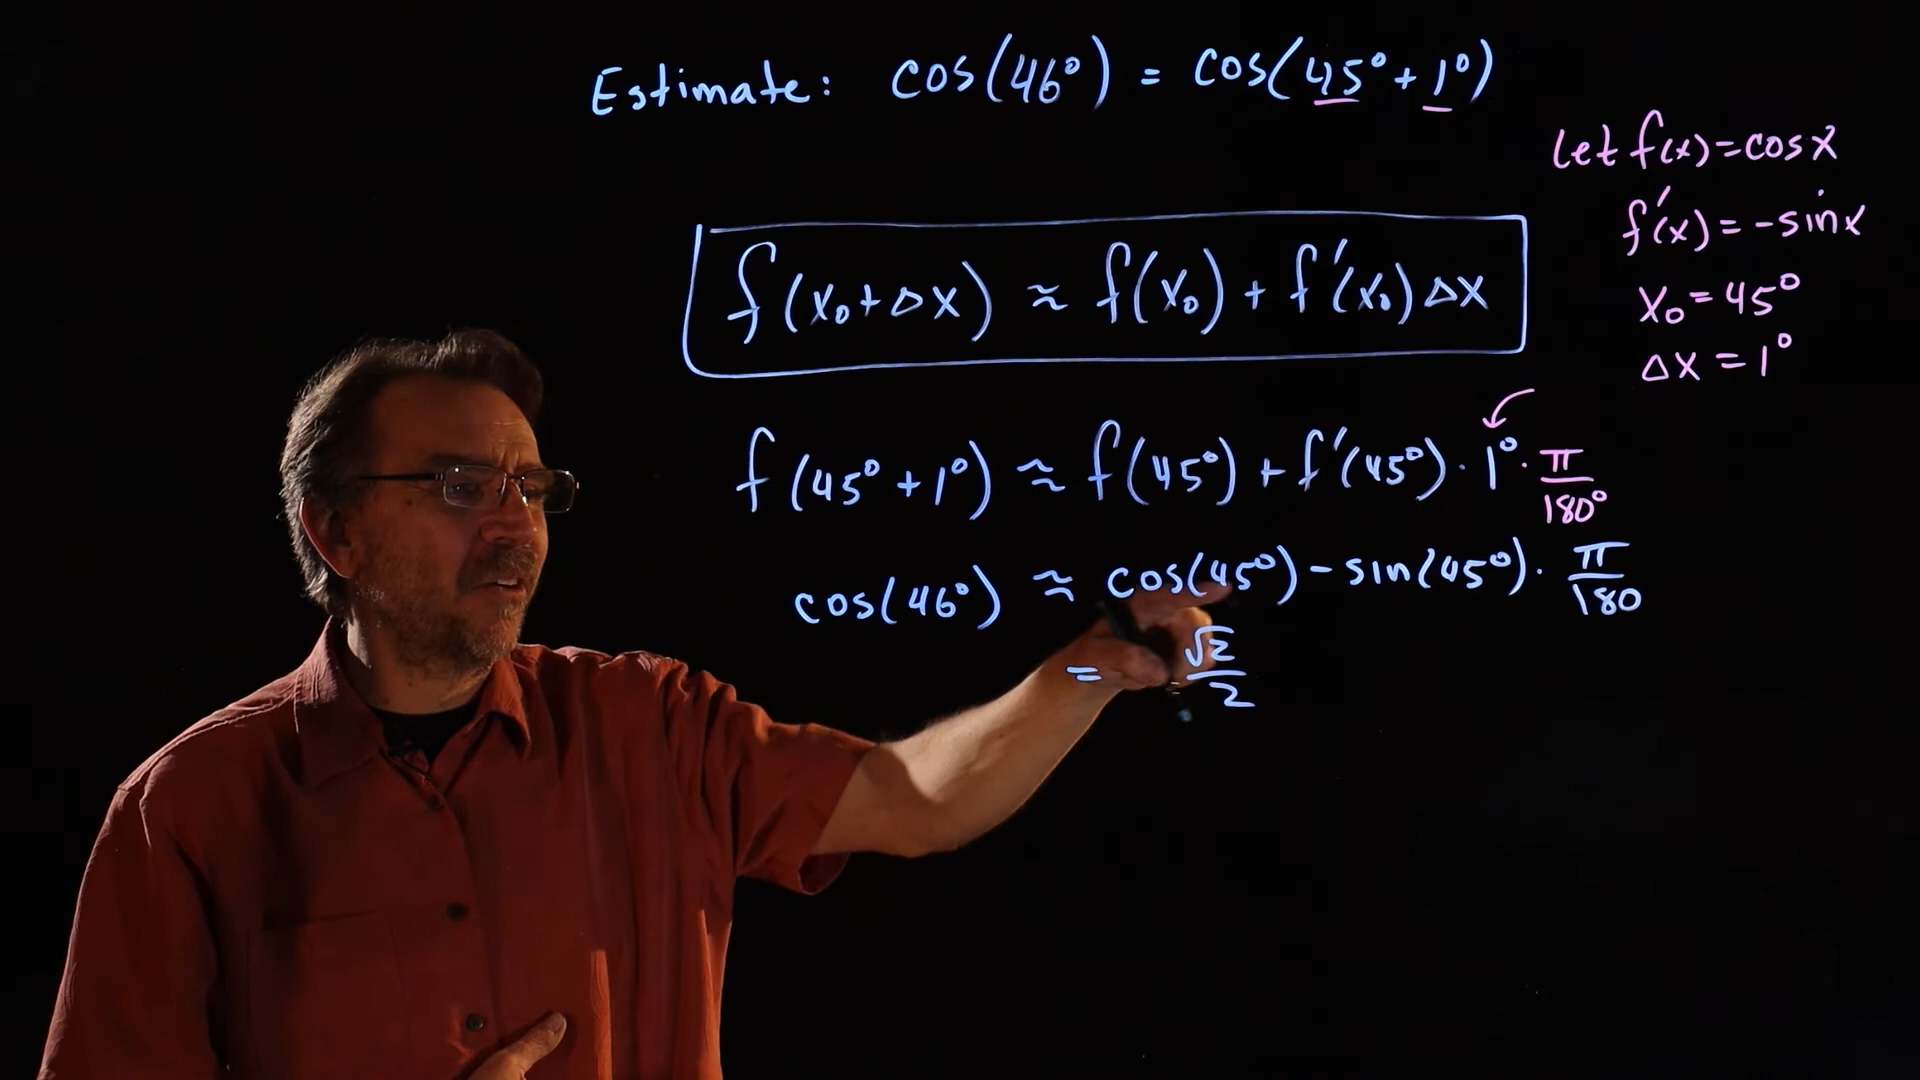 Estimate: cos(46°) = cos(45° + 1°)
let f(x) = cos x
f'(x) = -sin x
x₀ = 45°
Δx = 1°
f(x₀ + Δx) ≈ f(x₀) + f'(x₀) Δx
f(45° + 1°) ≈ f(45°) + f'(45°) · 1° · π/180°
cos(46°) ≈ cos(45°) - sin(45°) · π/180
= √2/2